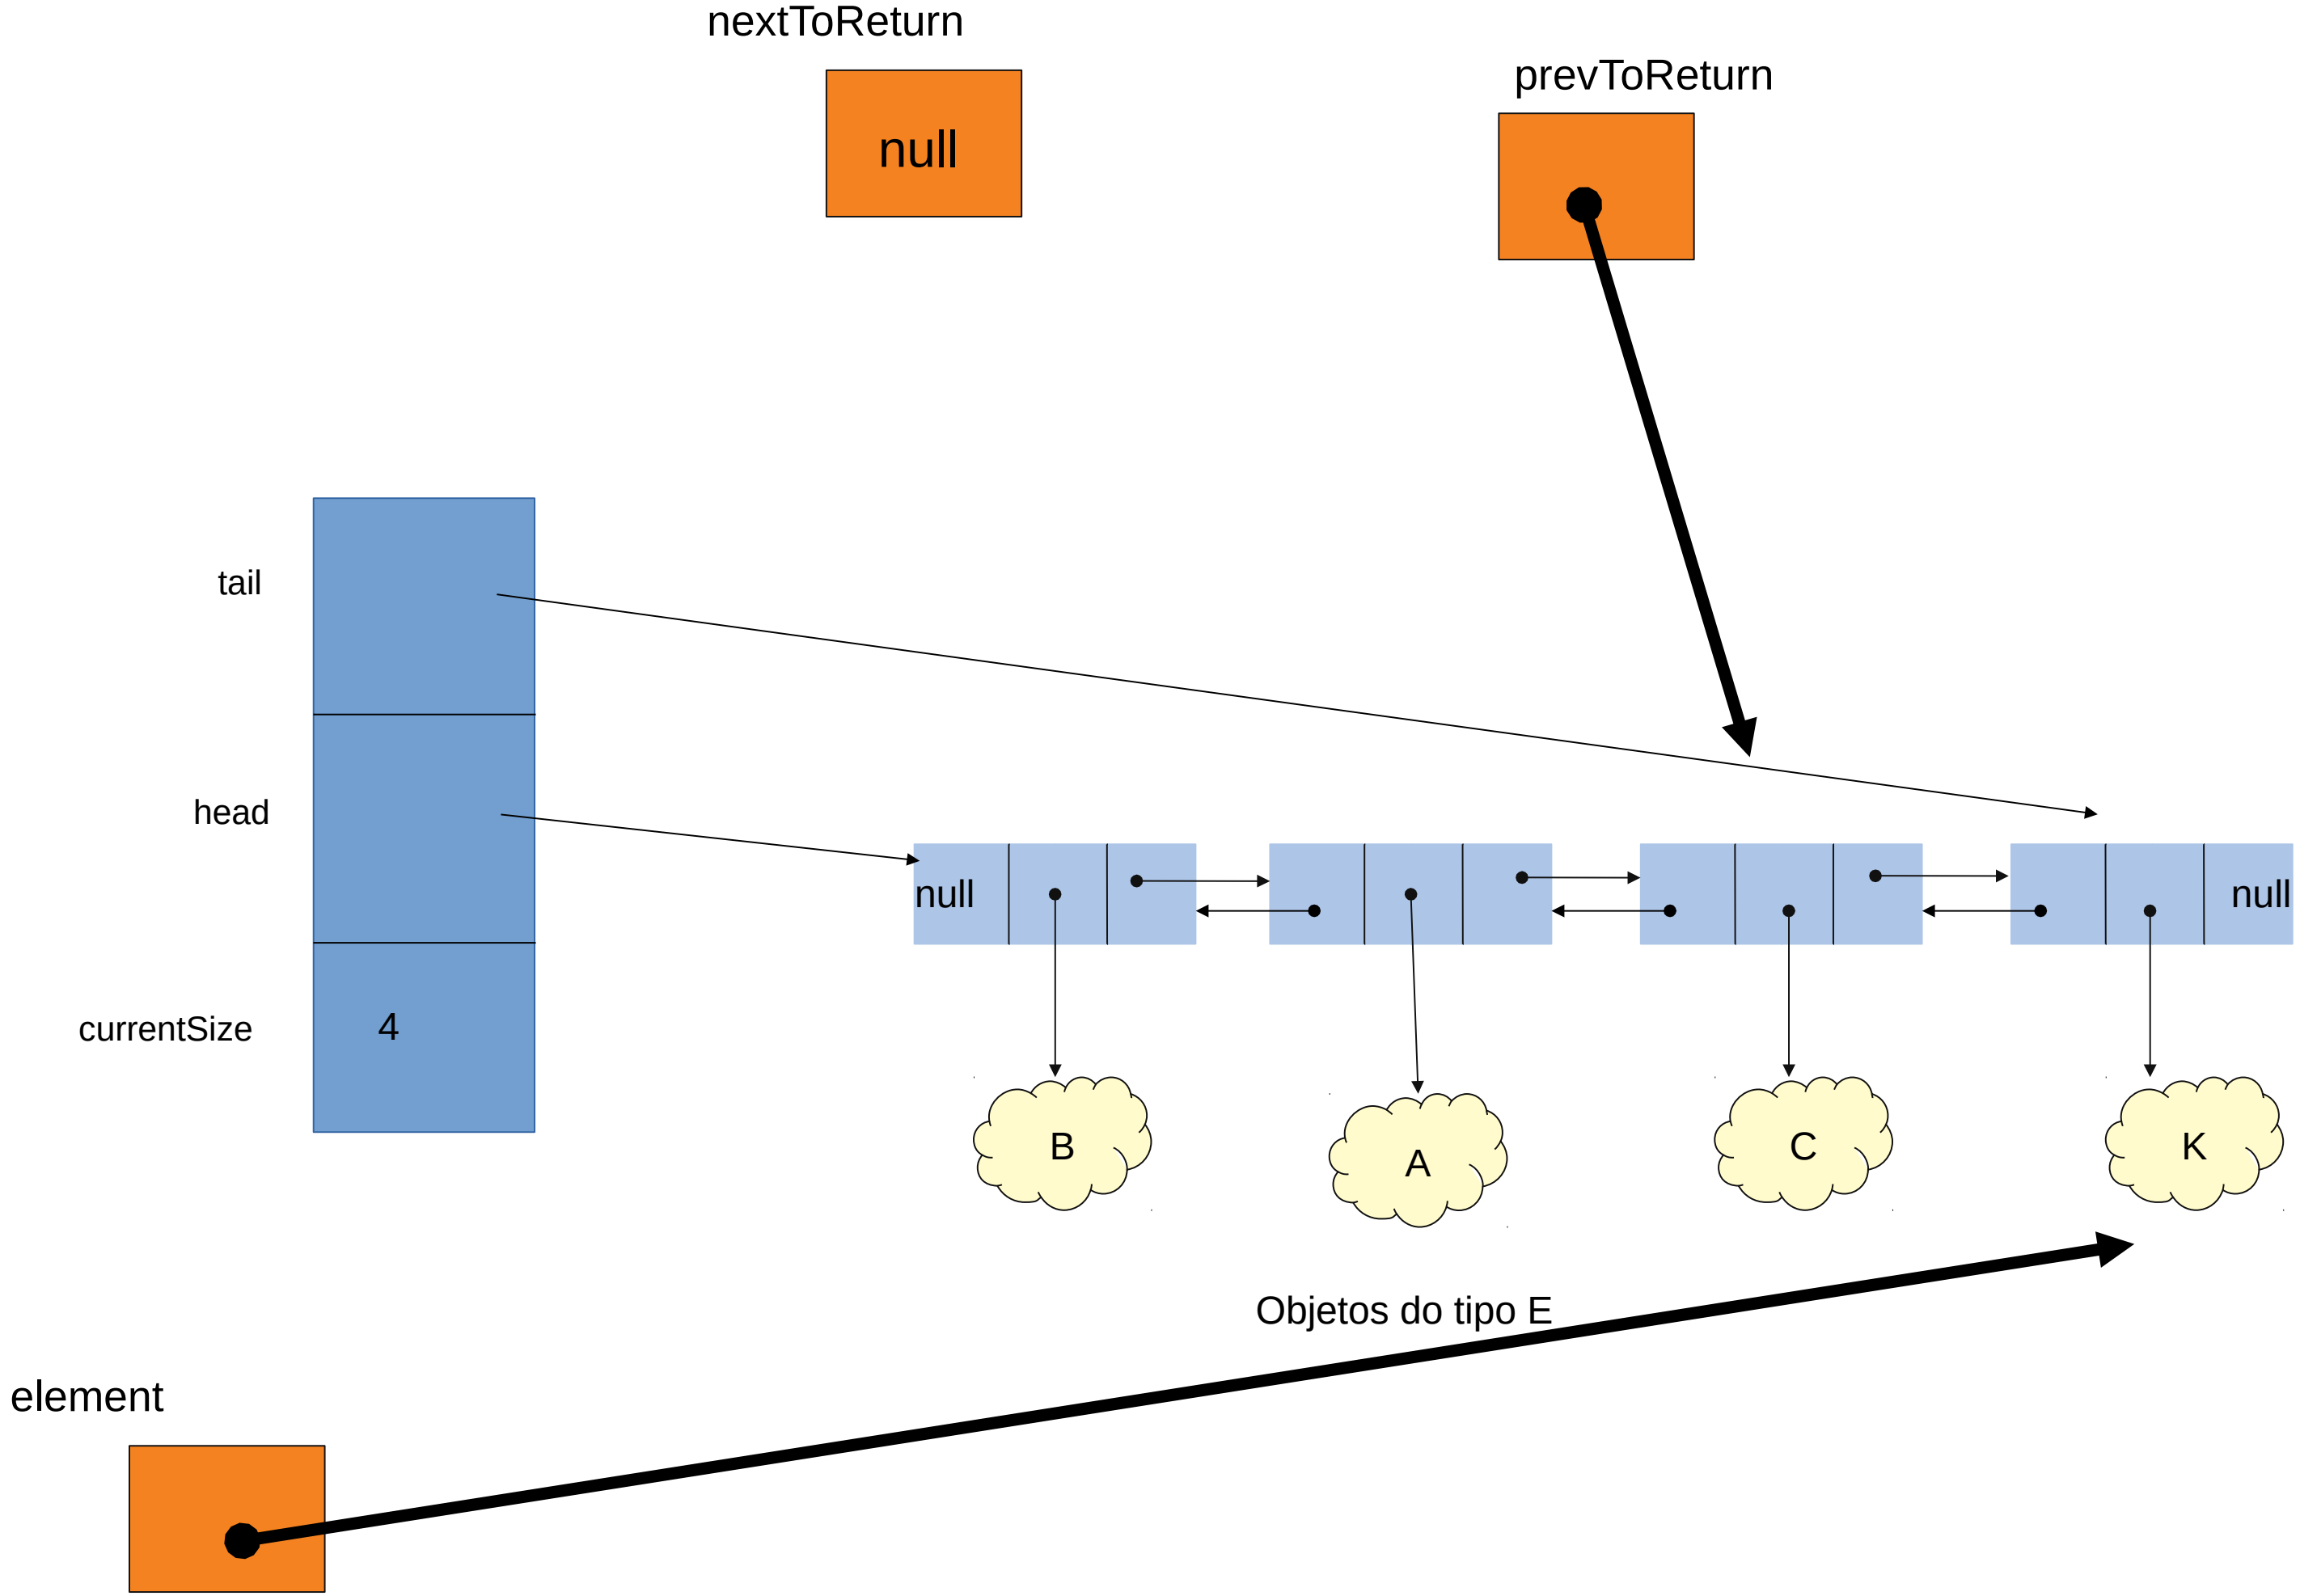 nextToReturn
prevToReturn
null
tail
head
null
null
currentSize
4
B
A
C
K
Objetos do tipo E
element